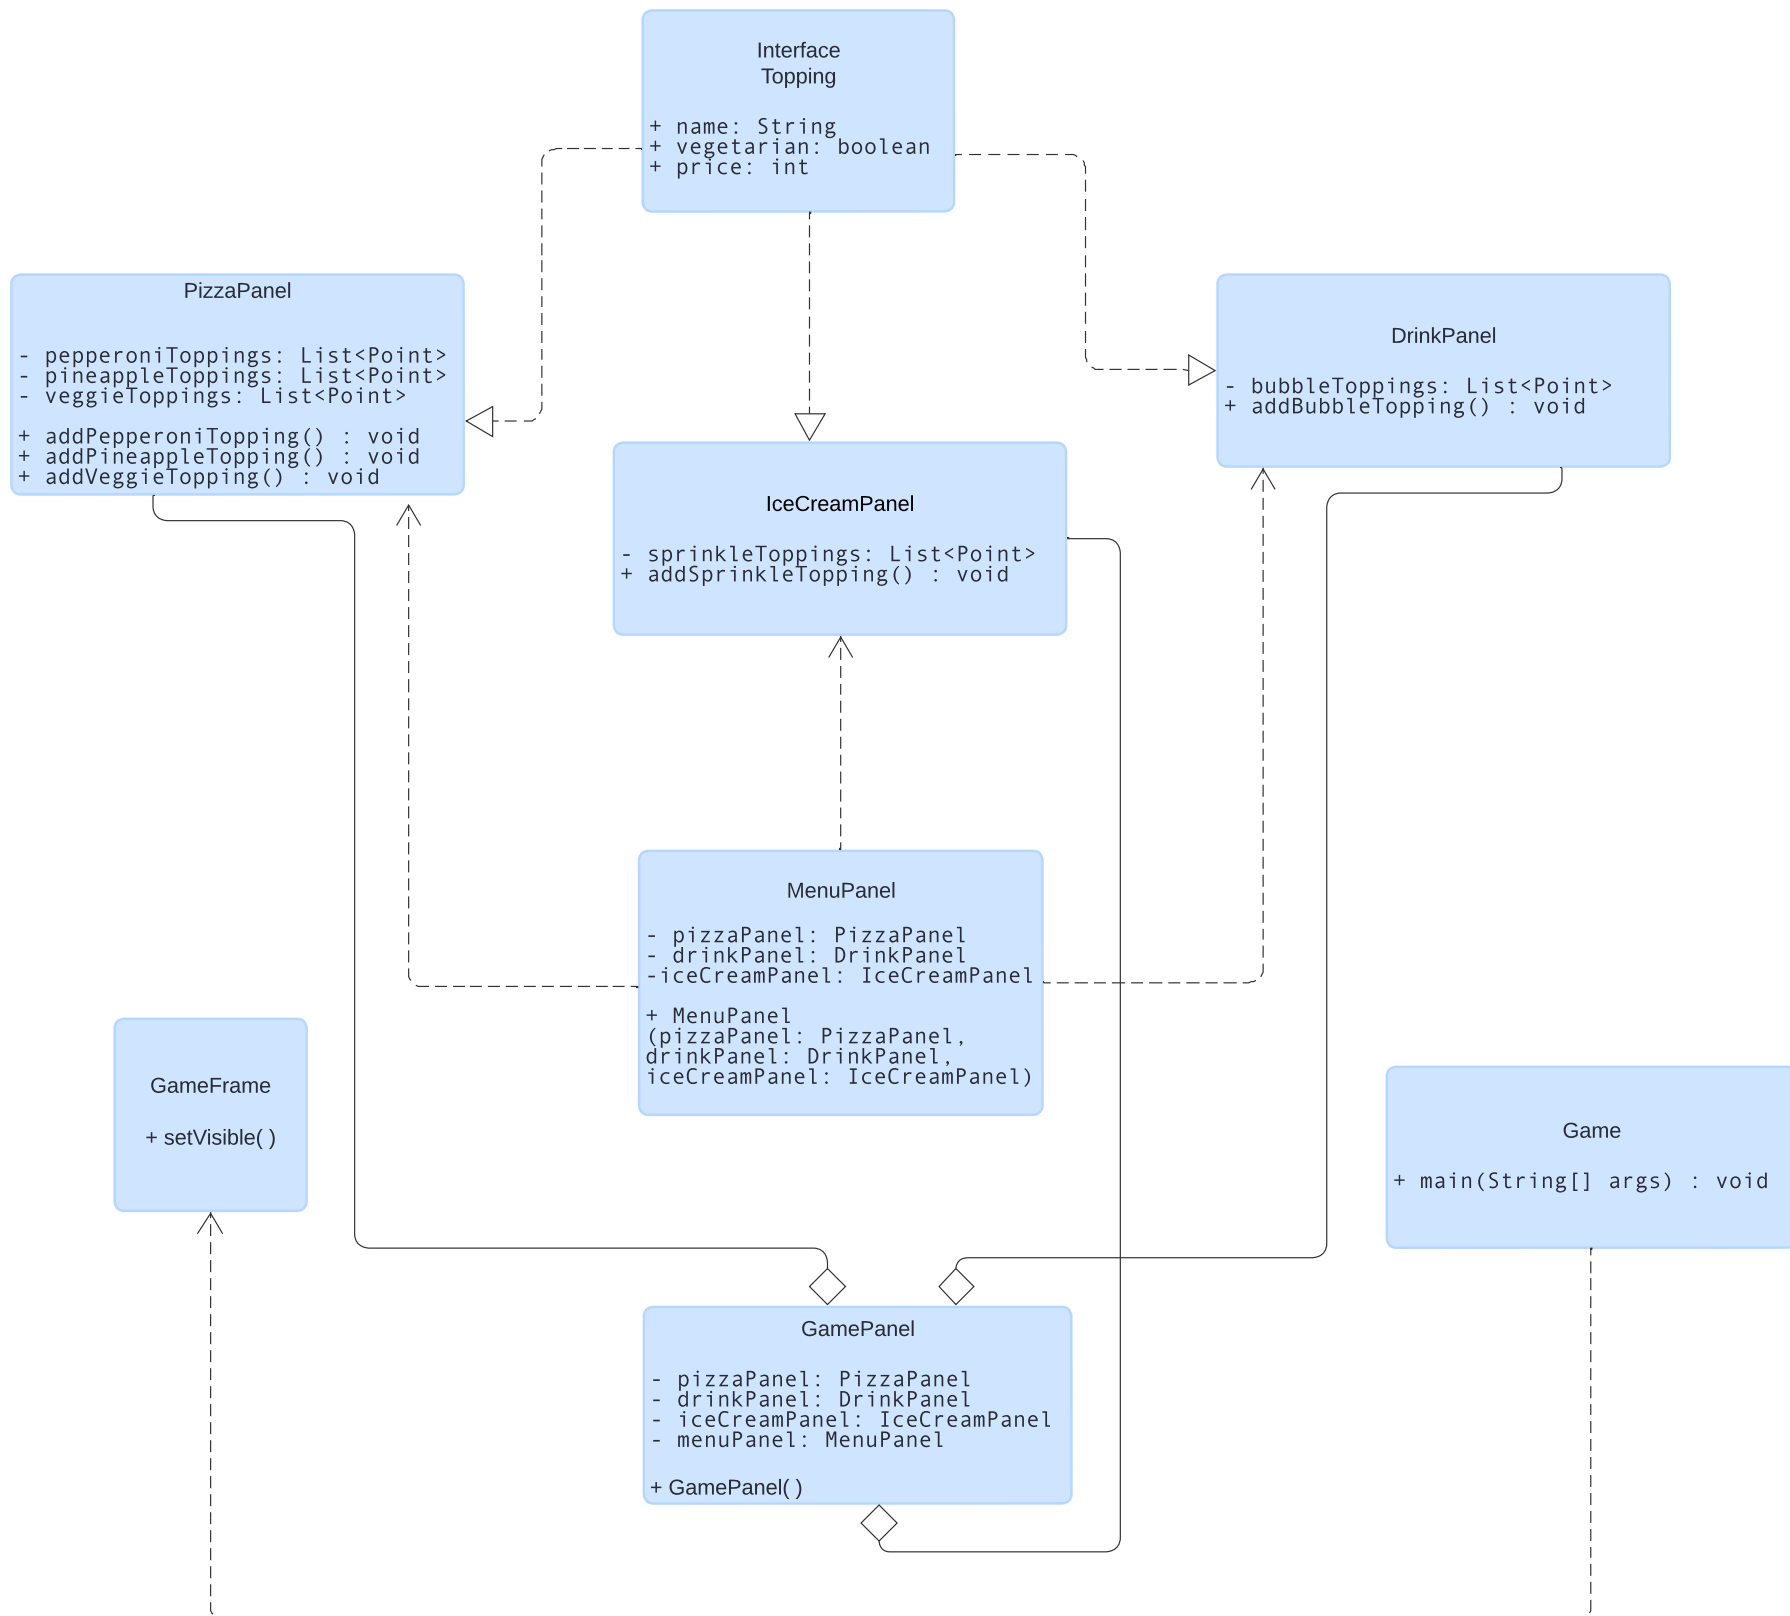 Interface
Topping
+ name: String
+ vegetarian: boolean
+ price: int
PizzaPanel
- pepperoniToppings: List<Point>
- pineappleToppings: List<Point>
- veggieToppings: List<Point>
+ addPepperoniTopping() : void
+ addPineappleTopping() : void
+ addVeggieTopping() : void
DrinkPanel
- bubbleToppings: List<Point>
+ addBubbleTopping() : void
IceCreamPanel
- sprinkleToppings: List<Point>
+ addSprinkleTopping() : void
MenuPanel
- pizzaPanel: PizzaPanel
- drinkPanel: DrinkPanel
-iceCreamPanel: IceCreamPanel
+ MenuPanel
(pizzaPanel: PizzaPanel,
drinkPanel: DrinkPanel,
iceCreamPanel: IceCreamPanel)
GameFrame
+ setVisible( )
Game
+ main(String[] args) : void
GamePanel
- pizzaPanel: PizzaPanel
- drinkPanel: DrinkPanel
- iceCreamPanel: IceCreamPanel
- menuPanel: MenuPanel
+ GamePanel( )